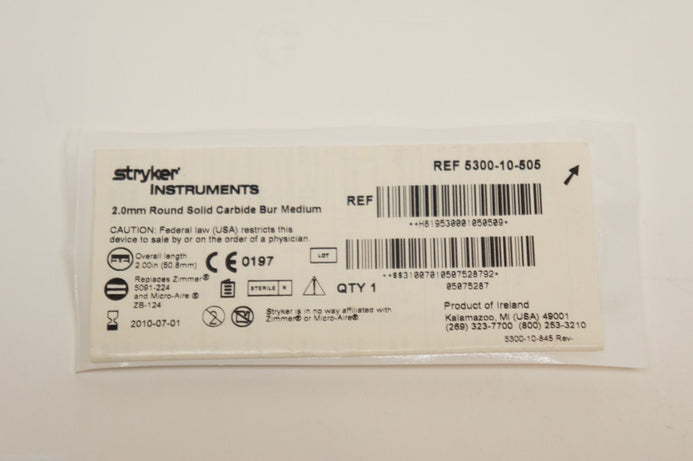 stryker
INSTRUMENTS
REF 5300-10-505
2.0mm Round Solid Carbide Bur Medium
REF
CAUTION: Federal law (USA) restricts this
device to sale by or on the order of a physician.
Overall length
2.00in (50.8mm)
CE 0197
LOT
Replaces Zimmer®
5091-224
and Micro-Aire ®
ZB-124
STERILE R
QTY 1
05075287
2010-07-01
2
Stryker is in no way affiliated with
Zimmer® or Micro-Aire®
Product of Ireland
Kalamazoo, MI (USA) 49001
(269) 323-7700 (800) 253-3210
5300-10-845 Rev-